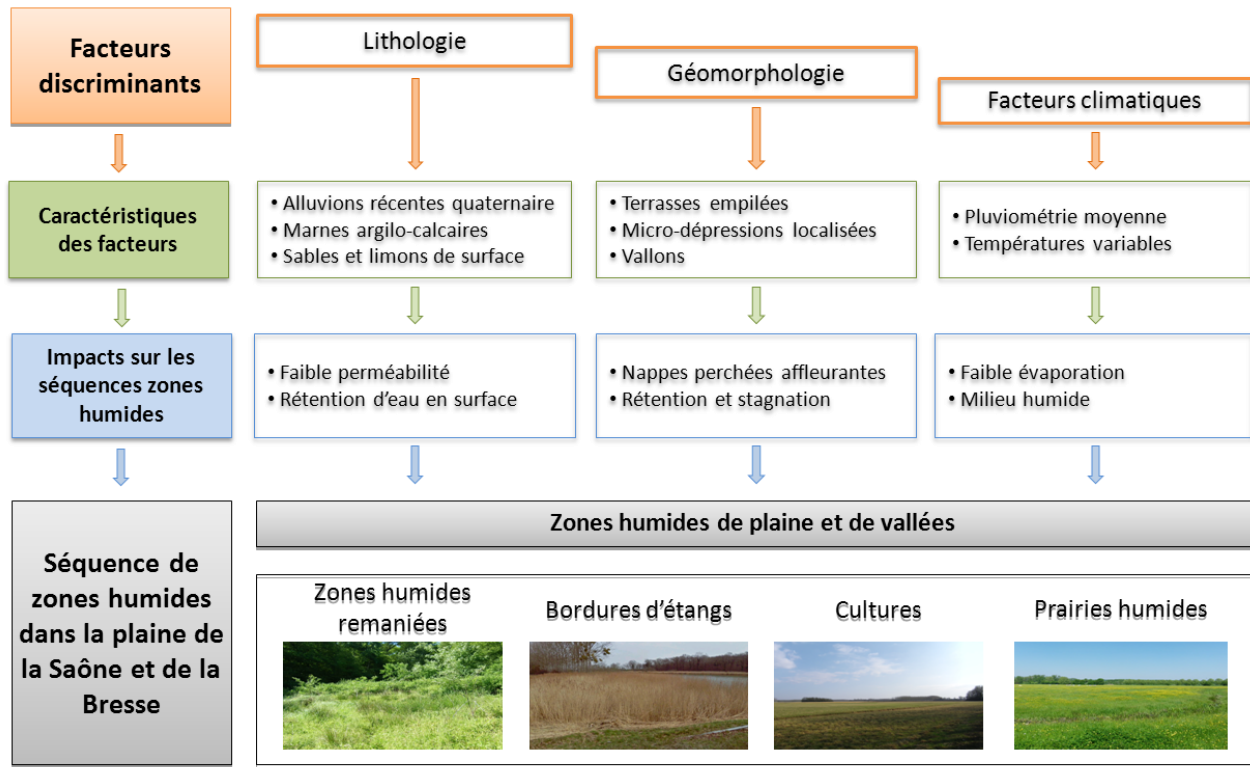 Facteurs
discriminants
Lithologie
Géomorphologie
Facteurs climatiques
Caractéristiques
des facteurs
• Alluvions récentes quaternaire
• Marnes argilo-calcaires
• Sables et limons de surface
• Terrasses empilées
• Micro-dépressions localisées
• Vallons
• Pluviométrie moyenne
• Températures variables
Impacts sur les
séquences zones
humides
• Faible perméabilité
• Rétention d'eau en surface
• Nappes perchées affleurantes
• Rétention et stagnation
• Faible évaporation
• Milieu humide
Séquence de
zones humides
dans la plaine de
la Saône et de la
Bresse
Zones humides de plaine et de vallées
Zones humides
remaniées
Bordures d'étangs
Cultures
Prairies humides